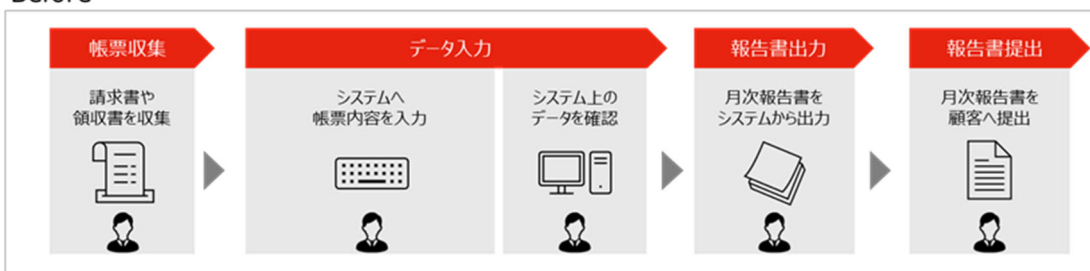 Before
帳票収集
データ入力
報告書出力
報告書提出
請求書や
領収書を収集
システムへ
帳票内容を入力
システム上の
データを確認
月次報告書を
システムから出力
月次報告書を
顧客へ提出